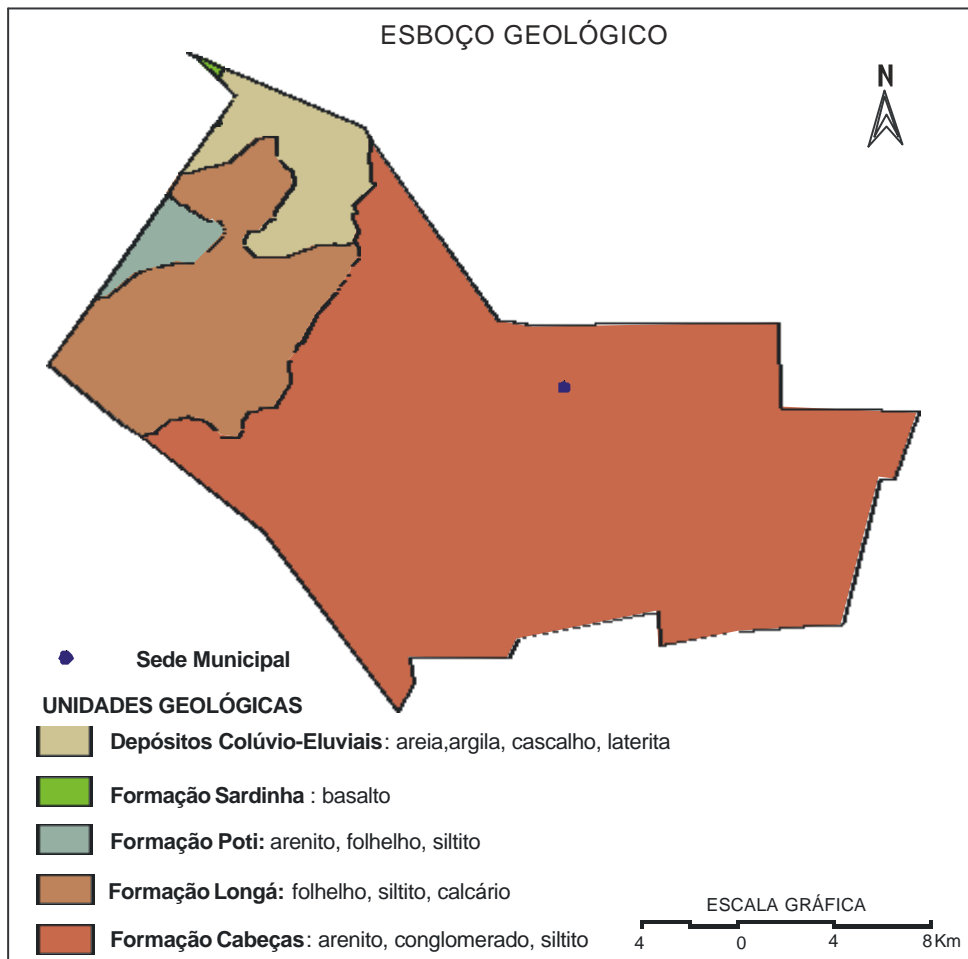 ESBOÇO GEOLÓGICO
N
Sede Municipal
UNIDADES GEOLÓGICAS
Depósitos Colúvio-Eluviais: areia,argila, cascalho, laterita
Formação Sardinha : basalto
Formação Poti: arenito, folhelho, siltito
Formação Longá: folhelho, siltito, calcário
Formação Cabeças: arenito, conglomerado, siltito
ESCALA GRÁFICA
4 0 4 8 Km